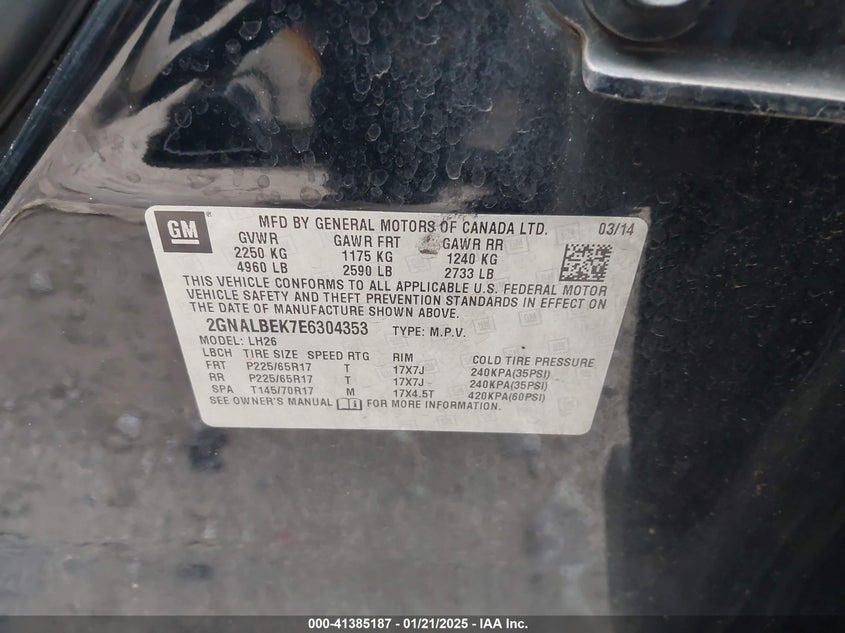 GM ®
MFD BY GENERAL MOTORS OF CANADA LTD. 03/14
GVWR GAWR FRT GAWR RR
2250 KG 1175 KG 1240 KG
4960 LB 2590 LB 2733 LB
THIS VEHICLE CONFORMS TO ALL APPLICABLE U.S. FEDERAL MOTOR
VEHICLE SAFETY AND THEFT PREVENTION STANDARDS IN EFFECT ON
THE DATE OF MANUFACTURE SHOWN ABOVE.
2GNALBEK7E6304353 TYPE: M.P.V.
MODEL: LH26
LBCH TIRE SIZE SPEED RTG RIM COLD TIRE PRESSURE
FRT P225/65R17 T 17X7J 240KPA(35PSI)
RR P225/65R17 T 17X7J 240KPA(35PSI)
SPA T145/70R17 M 17X4.5T 420KPA(60PSI)
SEE OWNER'S MANUAL FOR MORE INFORMATION.
000-41385187 - 01/21/2025 - IAA Inc.